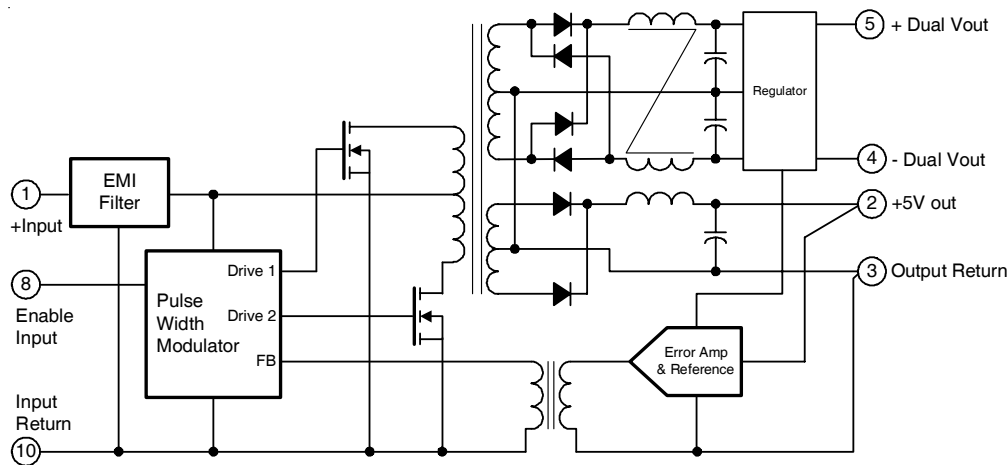 5
+ Dual Vout
Regulator
4
- Dual Vout
1
+Input
EMI
Filter
2
+5V out
8
Enable
Input
Pulse
Width
Modulator
Drive 1
Drive 2
FB
3
Output Return
Error Amp
& Reference
Input
Return
10